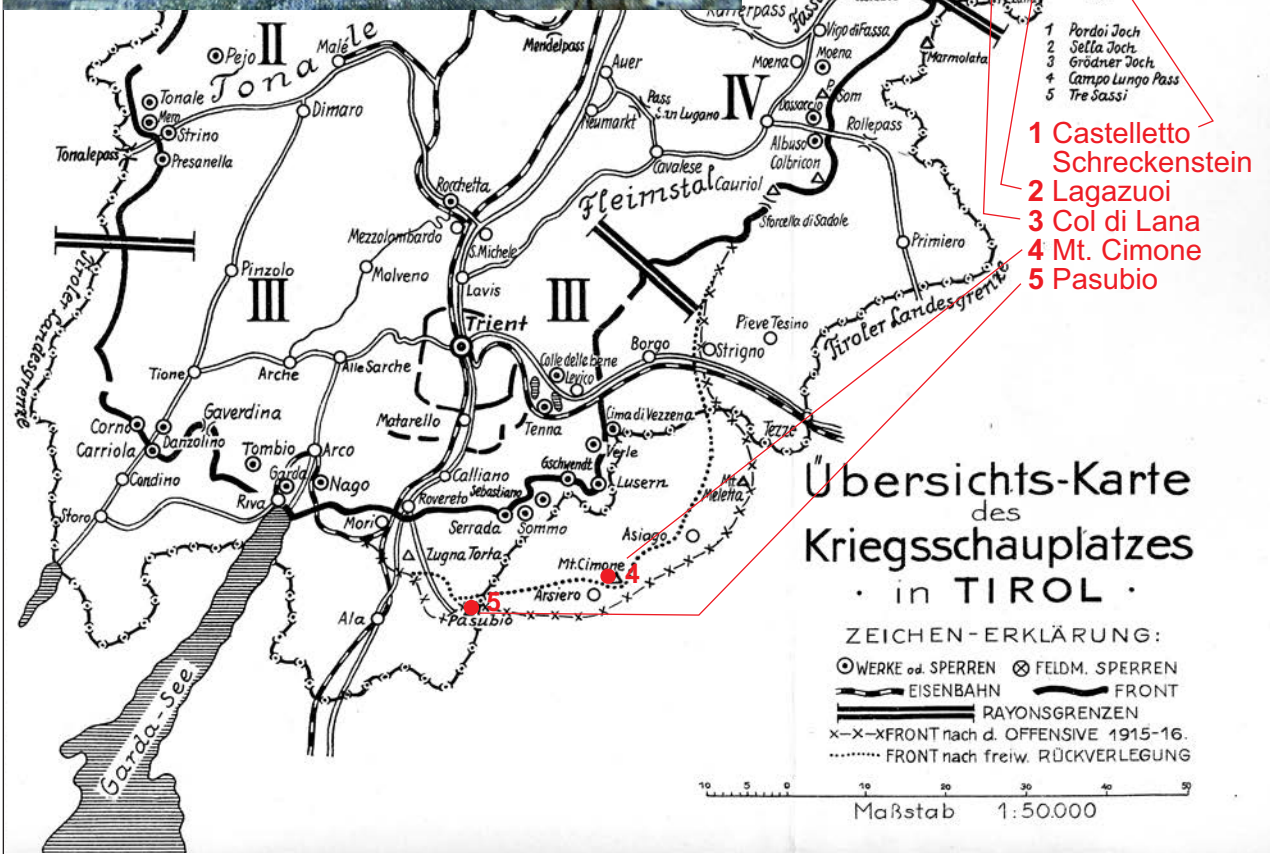 II
Pejo
Malé
Tonale
Tonale
Mero
Strino
Tonalepass
Presanella
Dimaro
Mendelpass
Auer
Neumarkt
Pass
San Lugano
Cavalese
Fleimstal
IV
Vigo di Fassa
Moena
Moena
Som
Dossaccio
Albuso
Colbricon
Cauriol
Rollepass
Forcella di Sadole
Primiero
Marmolata
1 Pordoi Joch
2 Sella Joch
3 Grödner Joch
4 Campo Lungo Pass
5 Tre Sassi
1 Castelletto
Schreckenstein
2 Lagazuoi
3 Col di Lana
4 Mt. Cimone
5 Pasubio
Rocchetta
Mezzolombardo
S. Michele
Molveno
Lavis
Pinzolo
Tiroler Landesgrenze
III
III
Trient
Tione
Arche
Alle Sarche
Colle delle bene
Levico
Borgo
Strigno
Pieve Tesino
Tiroler Landesgrenze
Matarello
Tenna
Cima di Vezzena
Verle
Tezze
Corno
Carriola
Danzolino
Gaverdina
Tombio
Arco
Garda
Nago
Riva
Condino
Storo
Calliano
Rovereto
Sebastiano
Gschwendt
Lusern
Serrada
Sommo
Mori
Zugna Torta
Mt.
Meletta
Asiago
Mt. Cimone
4
Arsiero
5
Pasubio
Ala
Garda-See
Übersichts-Karte
des
Kriegsschauplatzes
· in TIROL ·
ZEICHEN-ERKLÄRUNG:
WERKE od. SPERREN FELDM. SPERREN
EISENBAHN FRONT
RAYONSGRENZEN
x-x-x FRONT nach d. OFFENSIVE 1915-16.
FRONT nach freiw. RÜCKVERLEGUNG
10 5 0 10 20 30 40 50
Maßstab 1:50.000